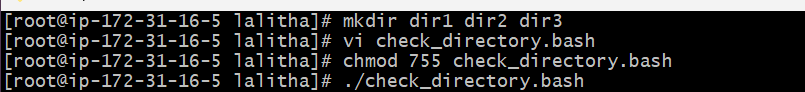 [root@ip-172-31-16-5 lalitha]# mkdir dir1 dir2 dir3
[root@ip-172-31-16-5 lalitha]# vi check_directory.bash
[root@ip-172-31-16-5 lalitha]# chmod 755 check_directory.bash
[root@ip-172-31-16-5 lalitha]# ./check_directory.bash